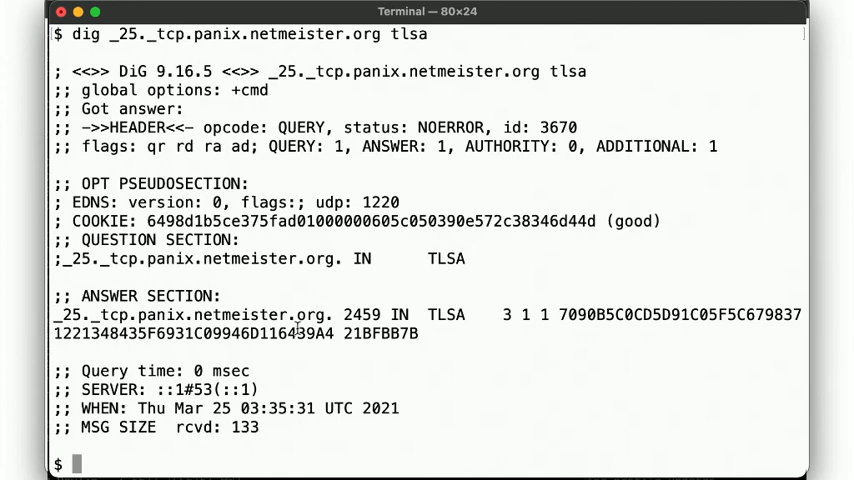 Terminal — 80×24
$ dig _25._tcp.panix.netmeister.org tlsa
; <<>> DiG 9.16.5 <<>> _25._tcp.panix.netmeister.org tlsa
;; global options: +cmd
;; Got answer:
;; ->>HEADER<<- opcode: QUERY, status: NOERROR, id: 3670
;; flags: qr rd ra ad; QUERY: 1, ANSWER: 1, AUTHORITY: 0, ADDITIONAL: 1
;; OPT PSEUDOSECTION:
; EDNS: version: 0, flags:; udp: 1220
; COOKIE: 6498d1b5ce375fad01000000605c050390e572c38346d44d (good)
;; QUESTION SECTION:
;_25._tcp.panix.netmeister.org. IN TLSA
;; ANSWER SECTION:
_25._tcp.panix.netmeister.org. 2459 IN TLSA 3 1 1 7090B5C0CD5D91C05F5C679837
1221348435F6931C09946D116439A4 21BFBB7B
;; Query time: 0 msec
;; SERVER: ::1#53(::1)
;; WHEN: Thu Mar 25 03:35:31 UTC 2021
;; MSG SIZE rcvd: 133
$